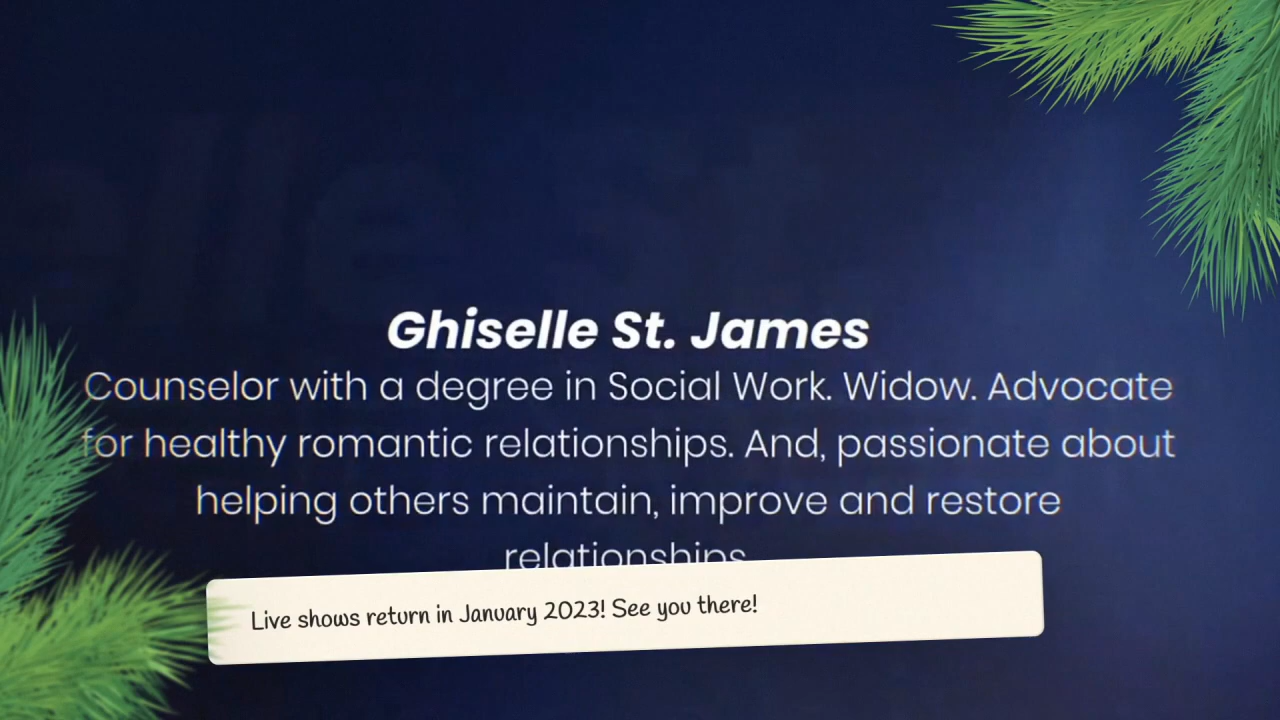 Ghiselle St. James
Counselor with a degree in Social Work. Widow. Advocate
for healthy romantic relationships. And, passionate about
helping others maintain, improve and restore
relationships
Live shows return in January 2023! See you there!